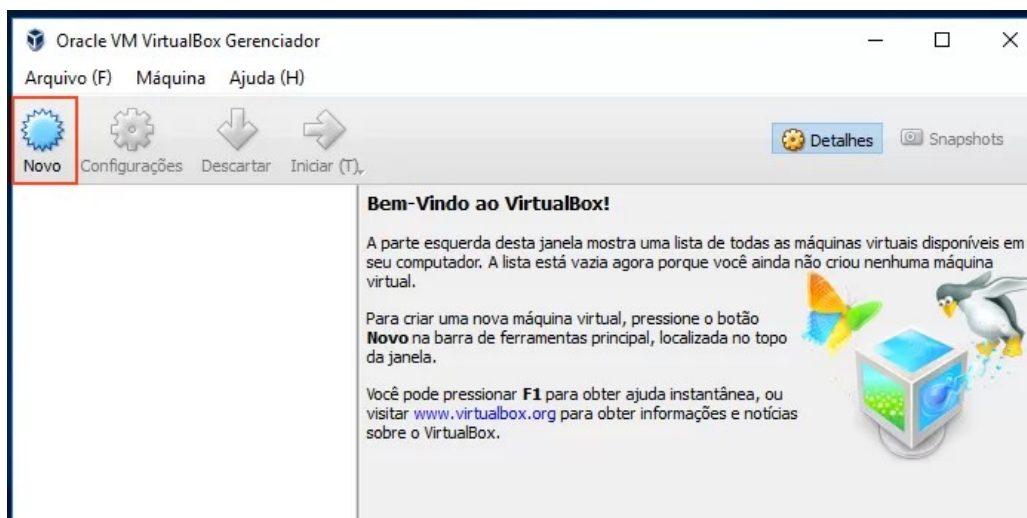 Oracle VM VirtualBox Gerenciador
Arquivo (F) Máquina Ajuda (H)
Novo Configurações Descartar Iniciar (T) Detalhes Snapshots
Bem-Vindo ao VirtualBox!
A parte esquerda desta janela mostra uma lista de todas as máquinas virtuais disponíveis em
seu computador. A lista está vazia agora porque você ainda não criou nenhuma máquina
virtual.
Para criar uma nova máquina virtual, pressione o botão
Novo na barra de ferramentas principal, localizada no topo
da janela.
Você pode pressionar F1 para obter ajuda instantânea, ou
visitar www.virtualbox.org para obter informações e notícias
sobre o VirtualBox.